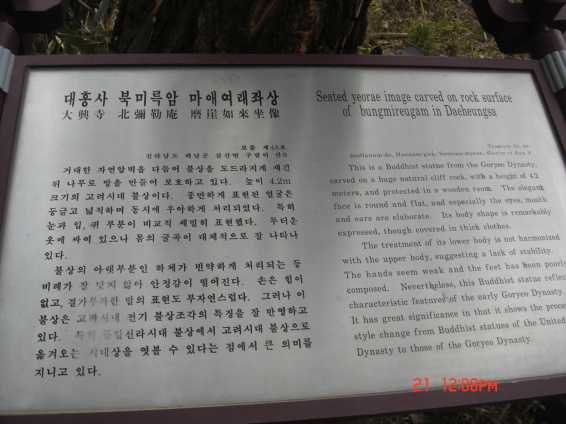 대흥사 북미륵암 마애여래좌상
大興寺 北彌勒庵 磨崖如來坐像
보물 제48호
전라남도 해남군 삼산면 구림리 산9
거대한 자연암벽을 다듬어 불상을 도드라지게 새긴
뒤 나무로 방을 만들어 보호하고 있다. 높이 4.2m
크기의 고려시대 불상이다. 풍만하게 표현된 얼굴은
둥글고 넓적하며 동시에 우아하게 처리되었다. 특히
눈과 입, 귀 부분이 비교적 세밀히 표현했다. 두터운
옷에 싸여 있으나 몸의 굴곡이 대체적으로 잘 나타나
있다.
불상의 아랫부분인 하체가 빈약하게 처리되는 등
비례가 잘 맞지 않아 안정감이 떨어진다. 손은 힘이
없고, 결가부좌한 발의 표현도 부자연스럽다. 그러나 이
불상은 고려시대 전기 불상조각의 특징을 잘 반영하고
있다. 특히 통일신라시대 불상에서 고려시대 불상으로
옮겨오는 시대상을 엿볼 수 있다는 점에서 큰 의미를
지니고 있다.
Seated yeorae image carved on rock surface
of bungmireugam in Daeheungsa
Treasure No. 48
Jeollanam-do, Haenam-gun, Samsan-myeon, Gurim-ri San 9
This is a Buddhist statue from the Goryeo Dynasty,
carved on a huge natural cliff rock, with a height of 4.2
meters, and protected in a wooden room. The elegant
face is round and flat, and especially the eyes, mouth
and ears are elaborate. Its body shape is remarkably
expressed, though covered in thick clothes.
The treatment of its lower body is not harmonized
with the upper body, suggesting a lack of stability.
The hands seem weak and the feet has been poorly
composed. Nevertheless, this Buddhist statue reflec
characteristic features of the early Goryeo Dynasty.
It has great significance in that it shows the proce
style change from Buddhist statues of the United
Dynasty to those of the Goryeo Dynasty.
21 12:08PM